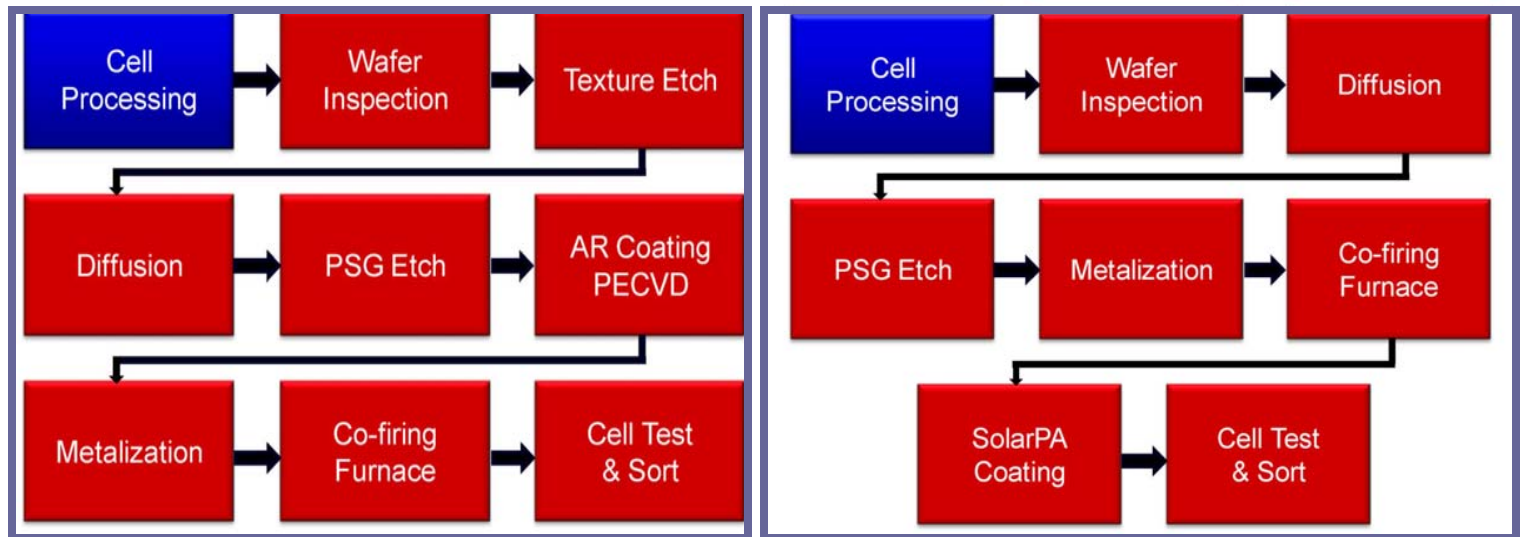 Cell
Processing
Wafer
Inspection
Texture Etch
Diffusion
PSG Etch
AR Coating
PECVD
Metalization
Co-firing
Furnace
Cell Test
& Sort
Cell
Processing
Wafer
Inspection
Diffusion
PSG Etch
Metalization
Co-firing
Furnace
SolarPA
Coating
Cell Test
& Sort